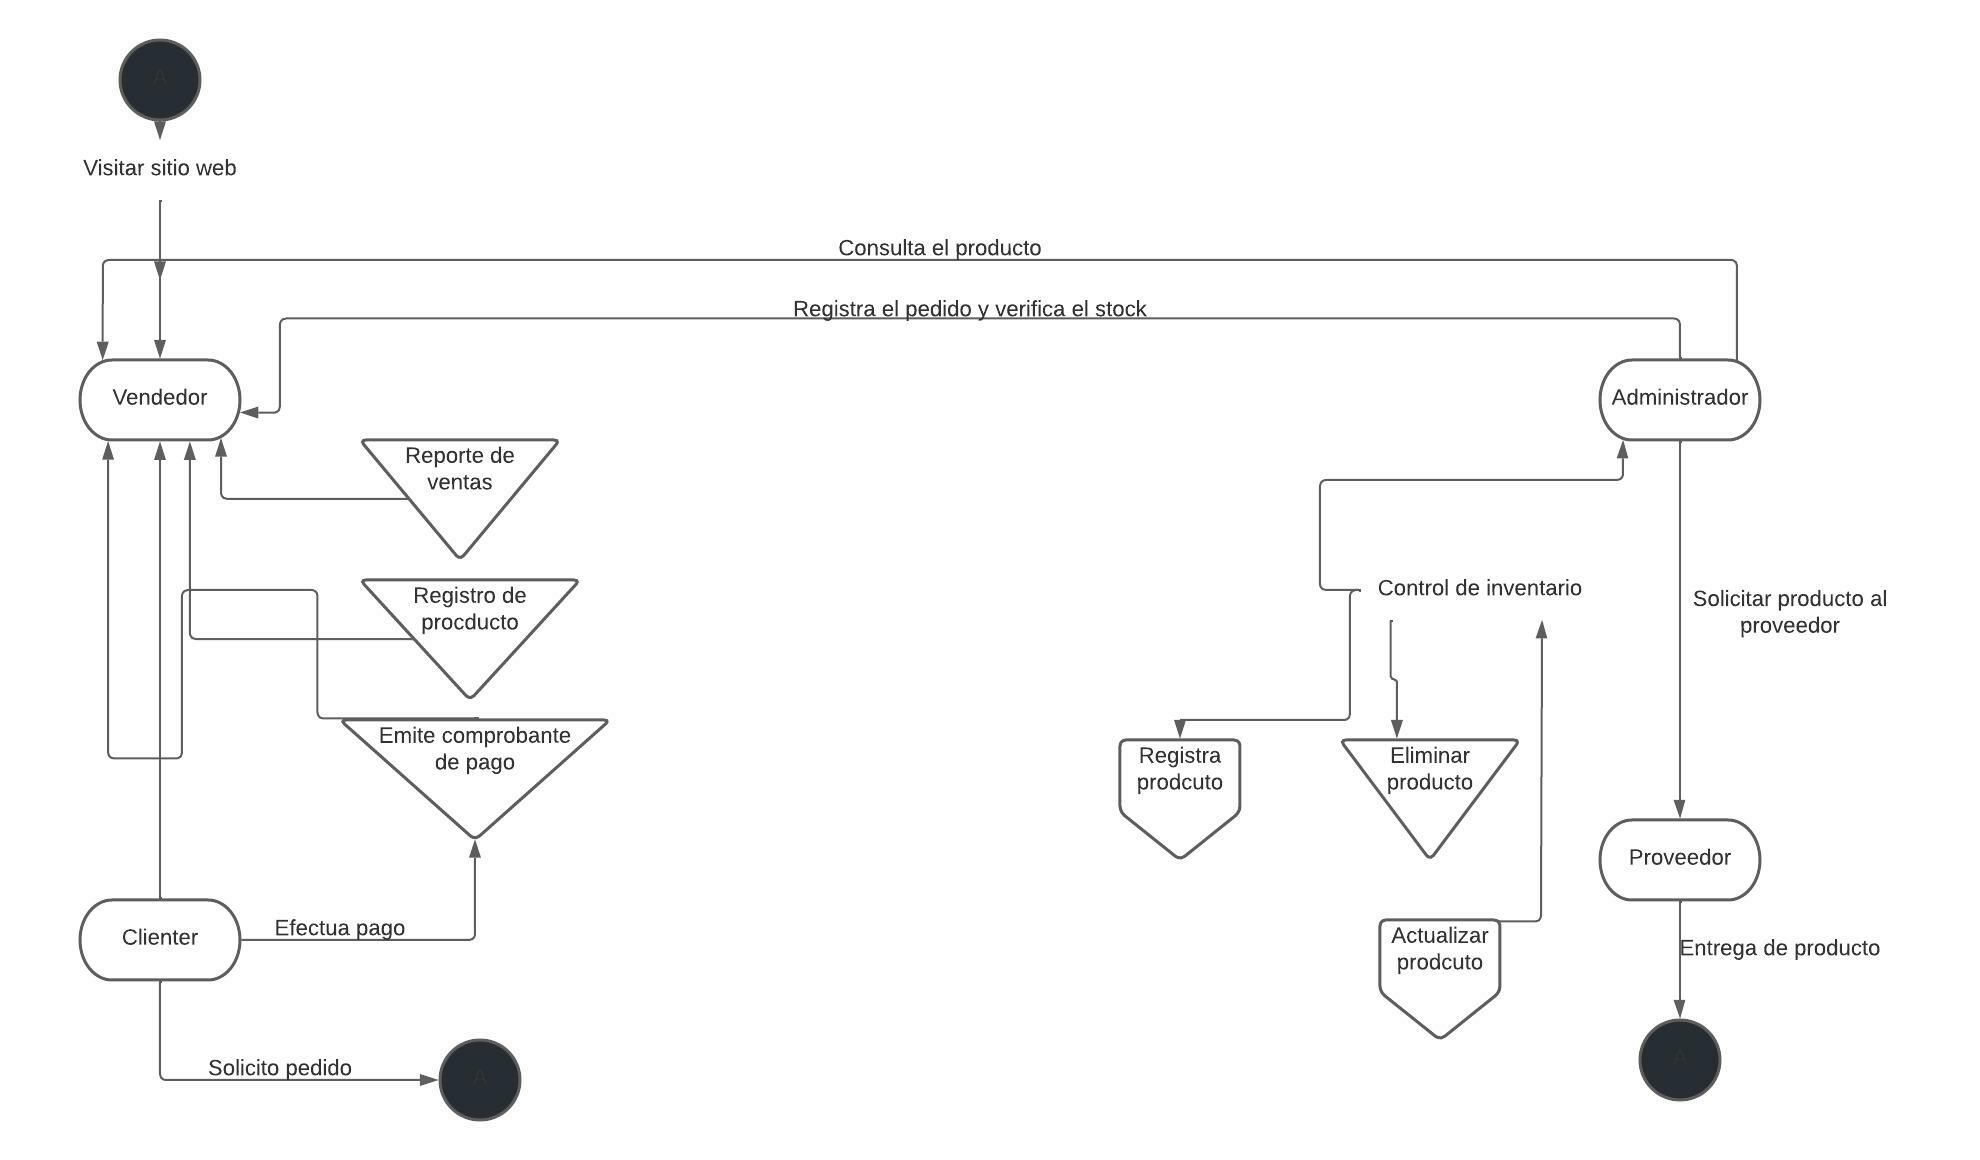 A
Visitar sitio web
Consulta el producto
Registra el pedido y verifica el stock
Vendedor
Administrador
Reporte de
ventas
Registro de
procducto
Control de inventario
Solicitar producto al
proveedor
Emite comprobante
de pago
Registra
prodcuto
Eliminar
producto
Proveedor
Clienter
Efectua pago
Actualizar
prodcuto
Entrega de producto
Solicito pedido
A
A